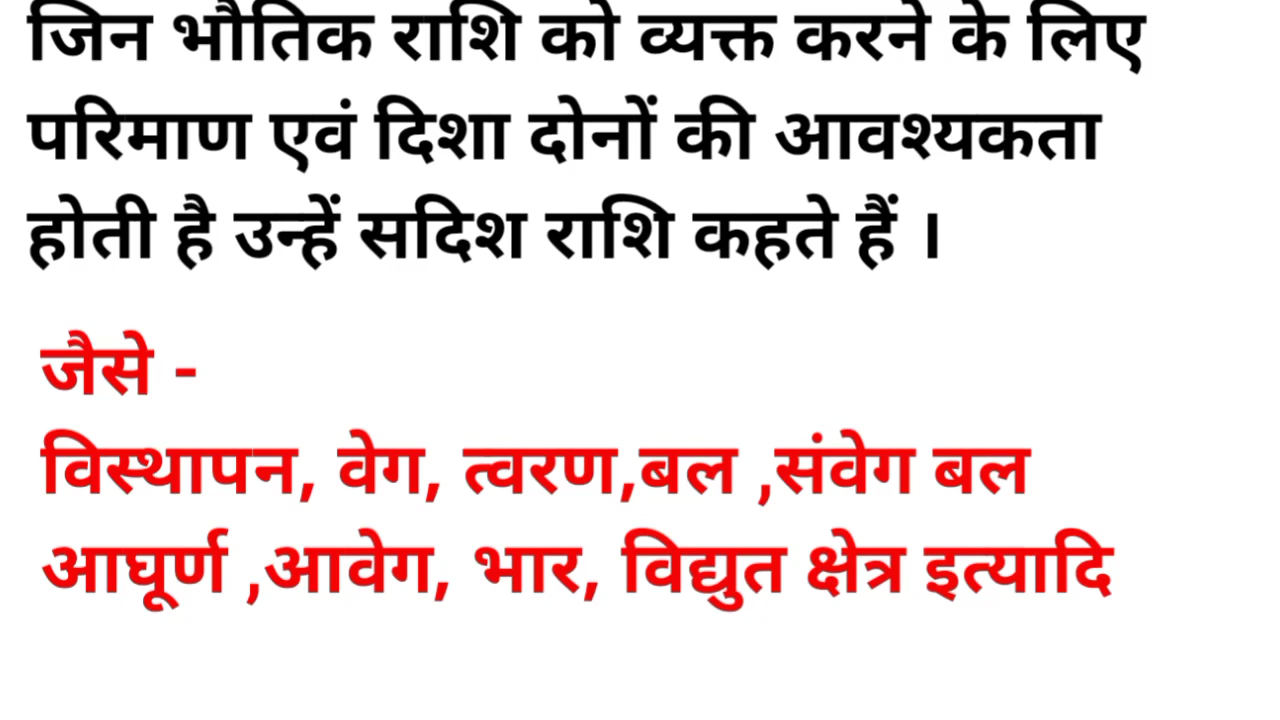 जिन भौतिक राशि को व्यक्त करने के लिए
परिमाण एवं दिशा दोनों की आवश्यकता
होती है उन्हें सदिश राशि कहते हैं ।
जैसे -
विस्थापन, वेग, त्वरण,बल ,संवेग बल
आघूर्ण ,आवेग, भार, विद्युत क्षेत्र इत्यादि